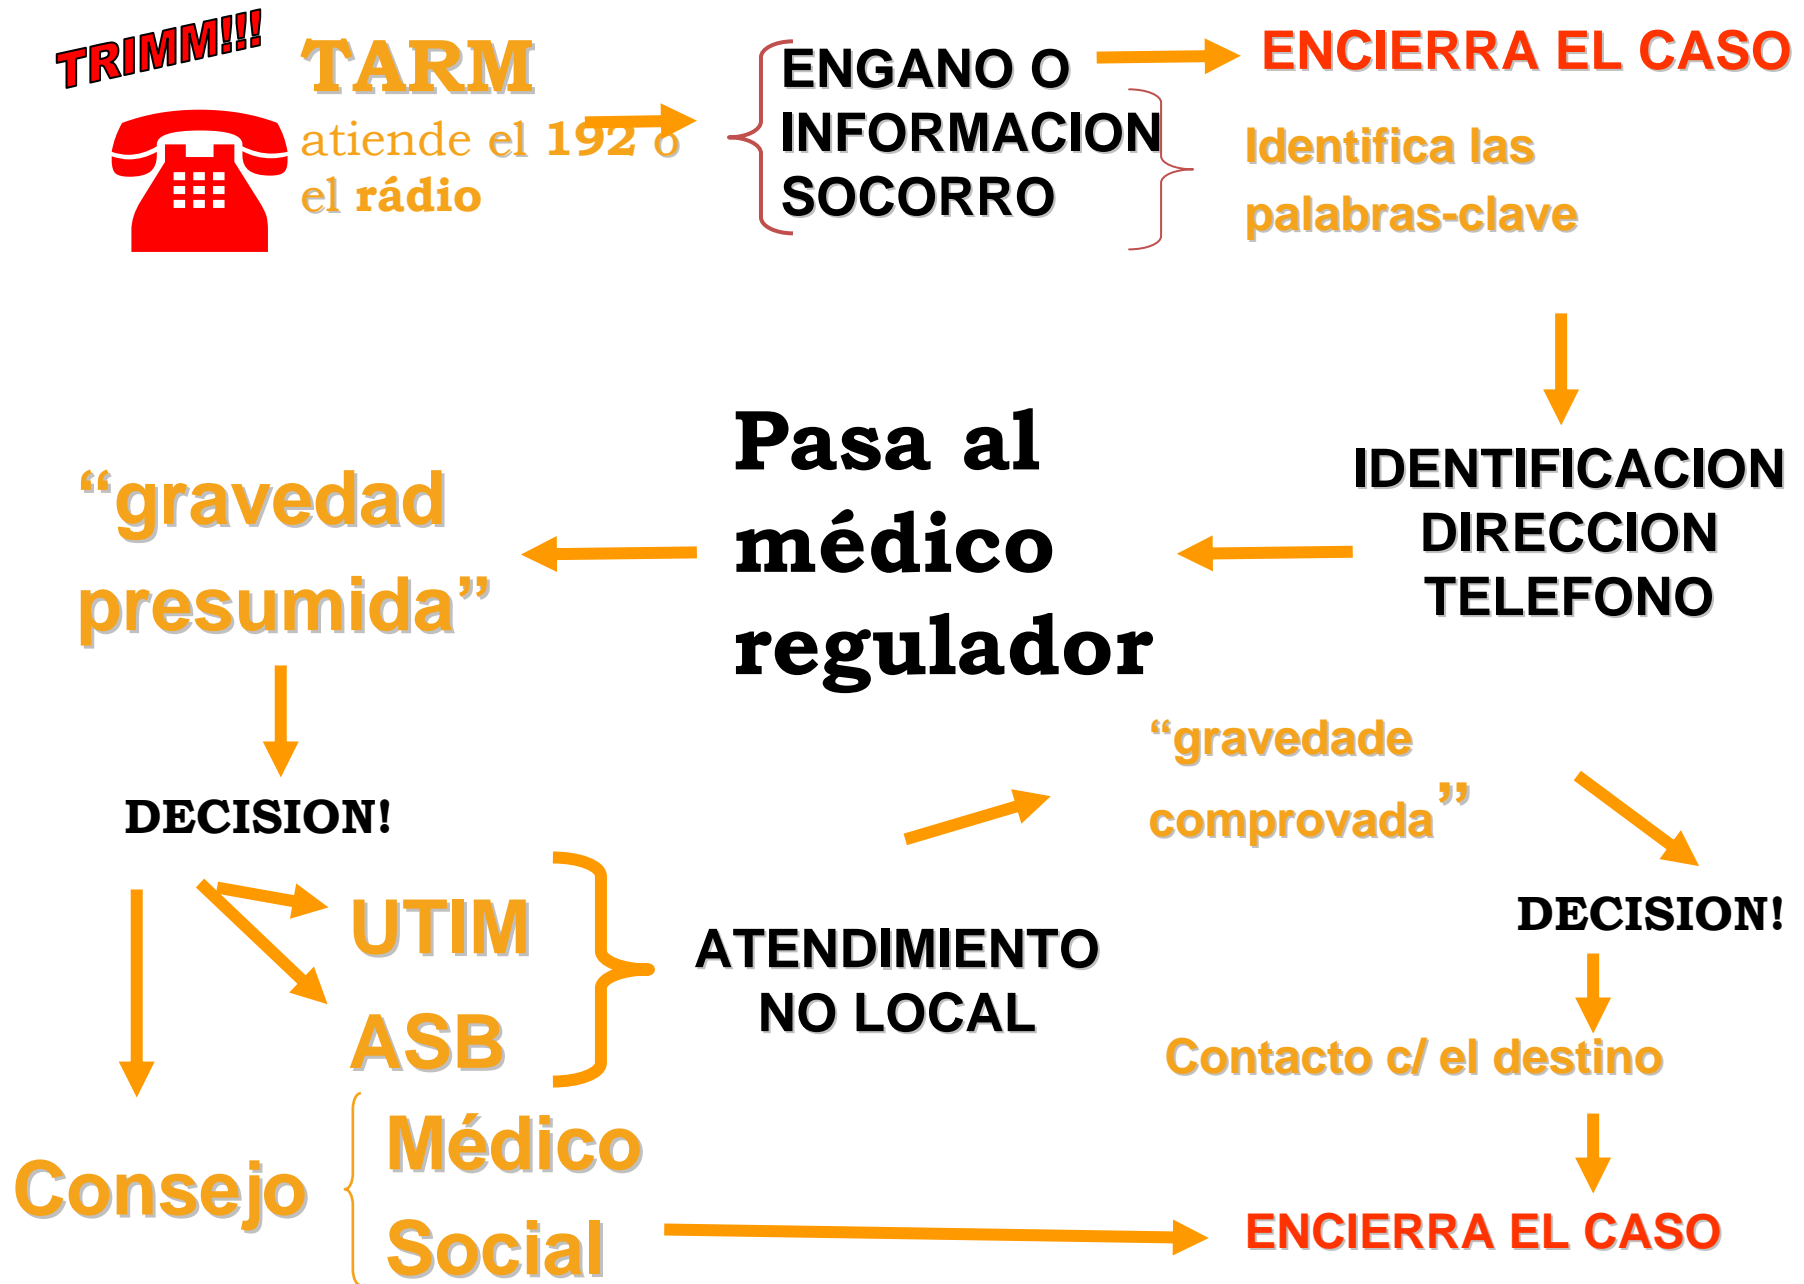 TRIMM!!!
TARM
atiende el 192 o
el rádio
ENGANO O
INFORMACION
SOCORRO
ENCIERRA EL CASO
Identifica las
palabras-clave
IDENTIFICACION
DIRECCION
TELEFONO
Pasa al
médico
regulador
“gravedad
presumida”
DECISION!
UTIM
ASB
ATENDIMIENTO
NO LOCAL
“gravedade
comprovada”
DECISION!
Contacto c/ el destino
Consejo
Médico
Social
ENCIERRA EL CASO